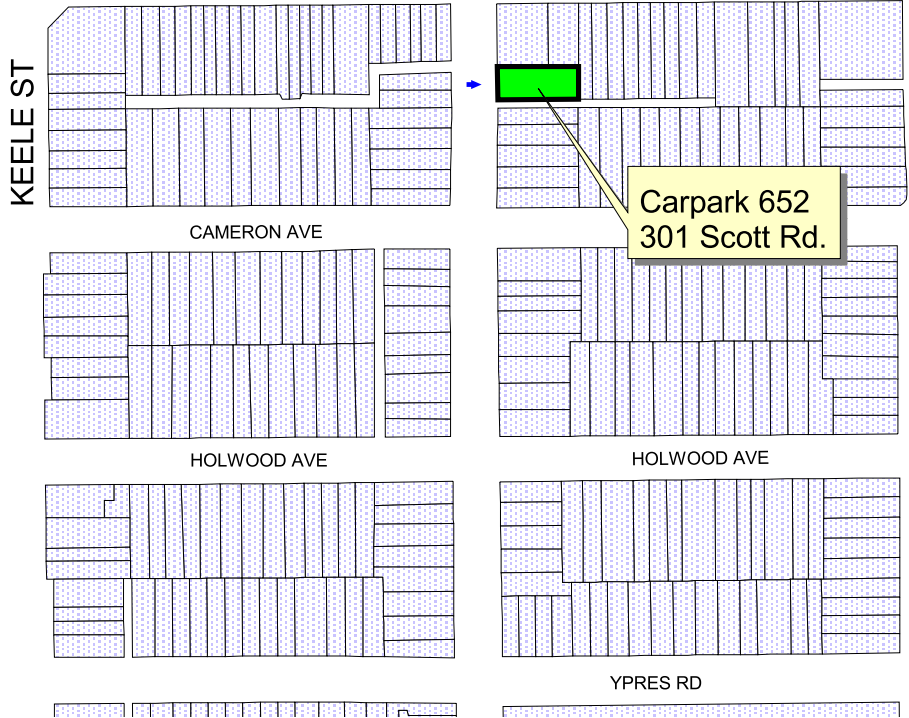 KEELE ST
Carpark 652
301 Scott Rd.
CAMERON AVE
HOLWOOD AVE
HOLWOOD AVE
YPRES RD